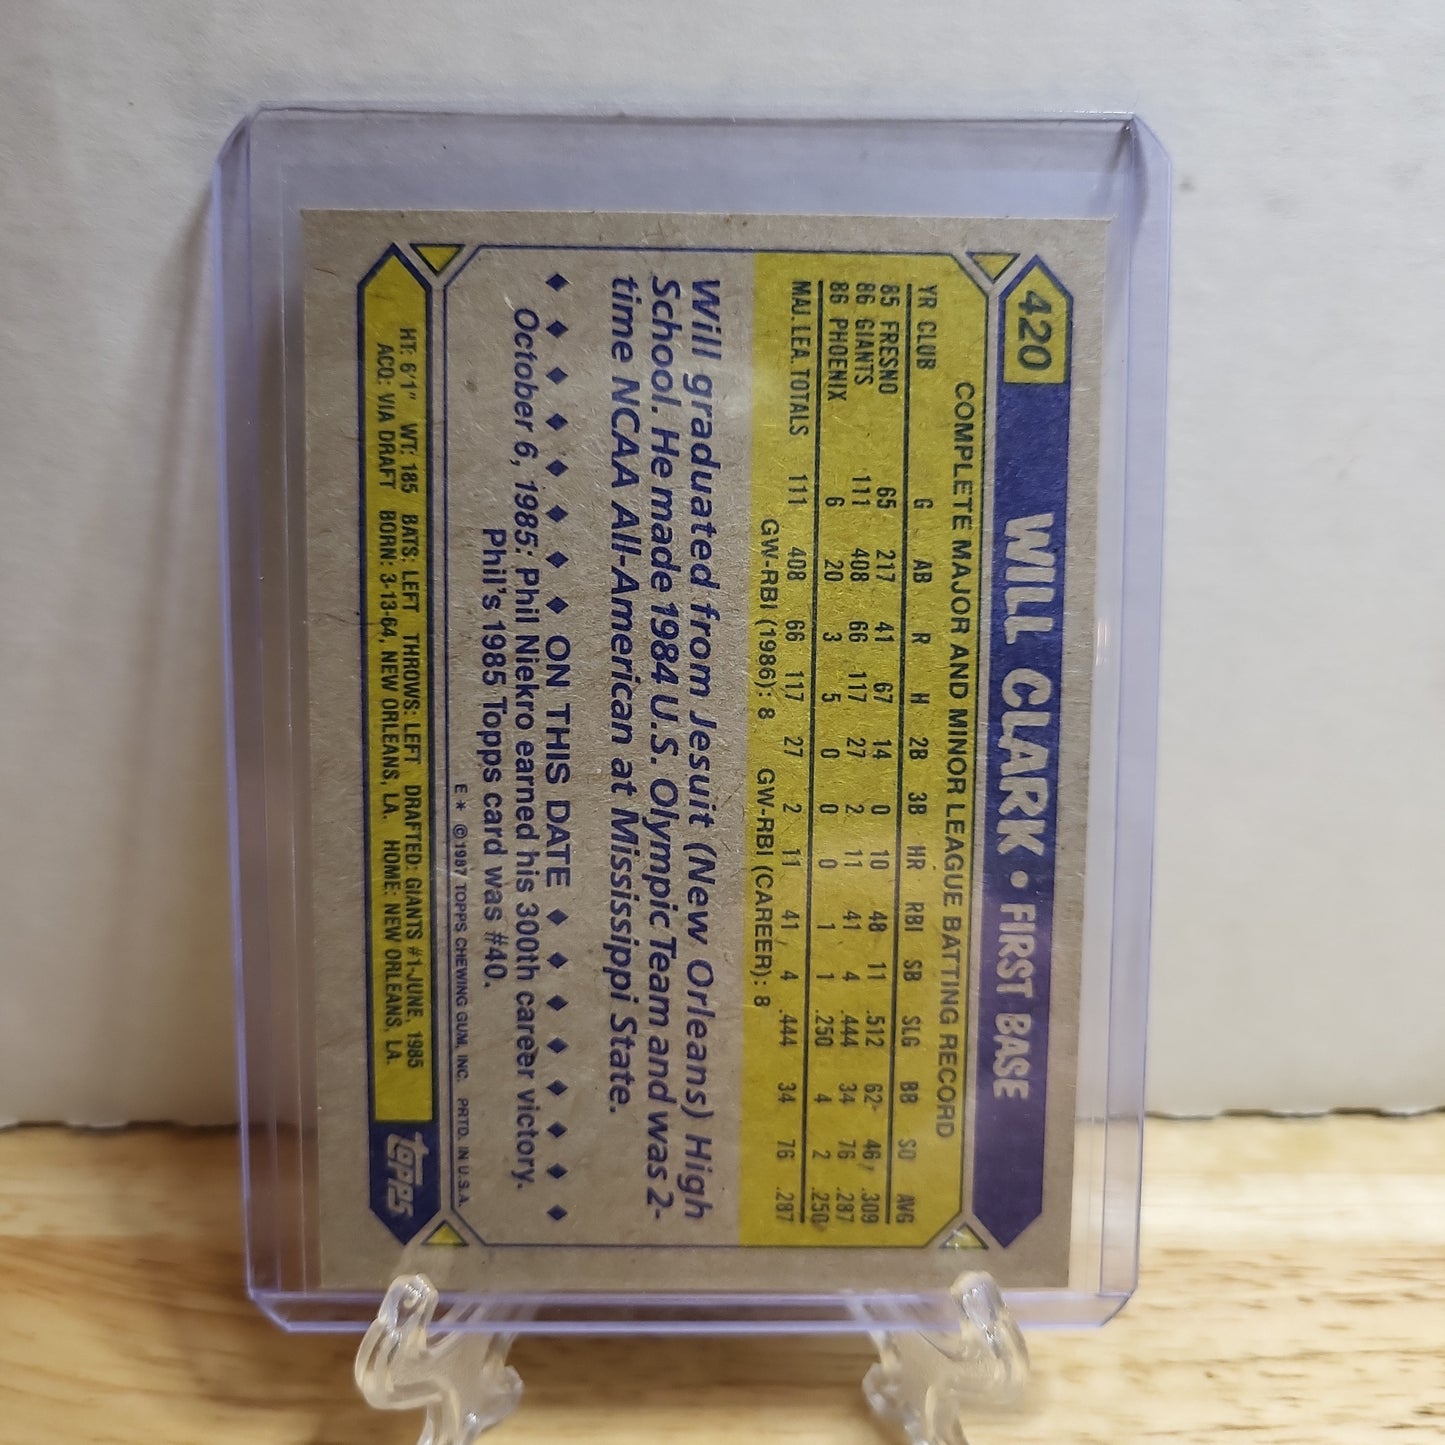 420 WILL CLARK • FIRST BASE
COMPLETE MAJOR AND MINOR LEAGUE BATTING RECORD
YR CLUB G AB R H 2B 3B HR RBI SB SLG BB SO AVG
85 FRESNO 65 217 41 67 14 0 10 48 11 .512 62 46 .309
86 GIANTS 111 408 66 117 27 2 11 41 4 .444 34 76 .287
86 PHOENIX 6 20 3 5 0 0 0 1 1 .250 4 2 .250
MAJ. LEA. TOTALS 111 408 66 117 27 2 11 41 4 .444 34 76 .287
GW-RBI (1986): 8 GW-RBI (CAREER): 8
Will graduated from Jesuit (New Orleans) High
School. He made 1984 U.S. Olympic Team and was 2-
time NCAA All-American at Mississippi State.
◆ ◆ ◆ ◆ ◆ ◆ ◆ ◆ ON THIS DATE ◆ ◆ ◆ ◆ ◆ ◆ ◆ ◆
October 6, 1985: Phil Niekro earned his 300th career victory.
Phil's 1985 Topps card was #40.
E * ©1987 TOPPS CHEWING GUM, INC. PRTD. IN U.S.A.
HT: 6'1" WT: 185 BATS: LEFT THROWS: LEFT DRAFTED: GIANTS #1-JUNE, 1985
ACQ: VIA DRAFT BORN: 3-13-64, NEW ORLEANS, LA. HOME: NEW ORLEANS, LA.
topps